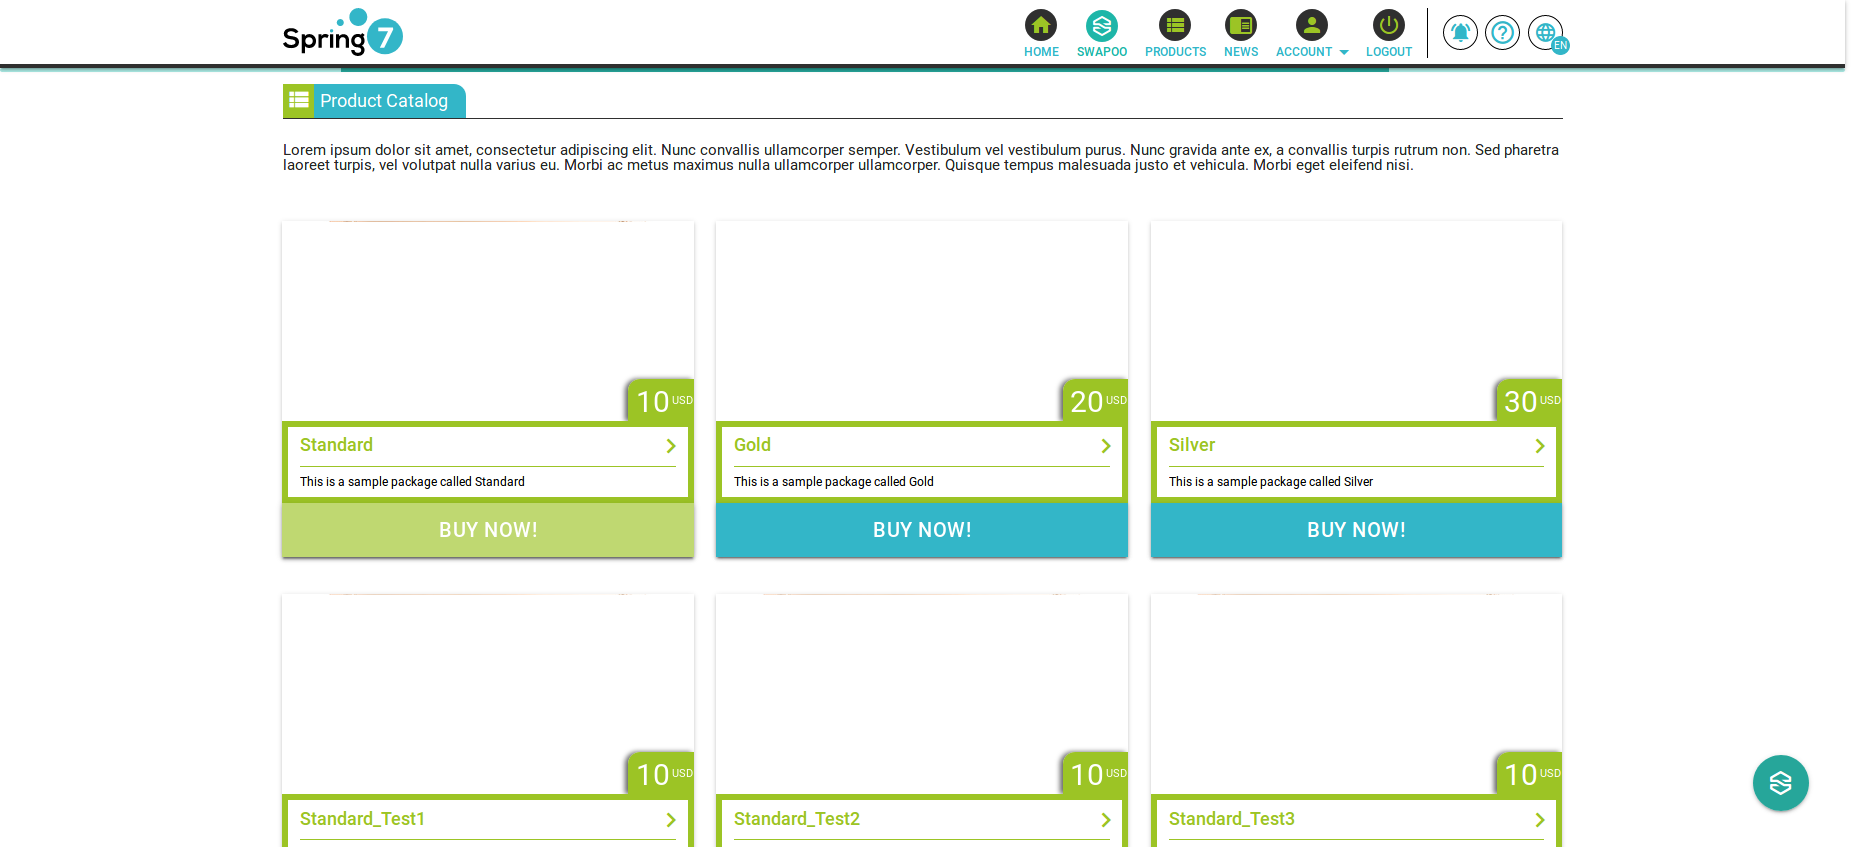 Spring 7
HOME SWAPOO PRODUCTS NEWS ACCOUNT LOGOUT EN
Product Catalog
Lorem ipsum dolor sit amet, consectetur adipiscing elit. Nunc convallis ullamcorper semper. Vestibulum vel vestibulum purus. Nunc gravida ante ex, a convallis turpis rutrum non. Sed pharetra
laoreet turpis, vel volutpat nulla varius eu. Morbi ac metus maximus nulla ullamcorper ullamcorper. Quisque tempus malesuada justo et vehicula. Morbi eget eleifend nisi.
10 USD
Standard
This is a sample package called Standard
BUY NOW!
20 USD
Gold
This is a sample package called Gold
BUY NOW!
30 USD
Silver
This is a sample package called Silver
BUY NOW!
10 USD
Standard_Test1
10 USD
Standard_Test2
10 USD
Standard_Test3